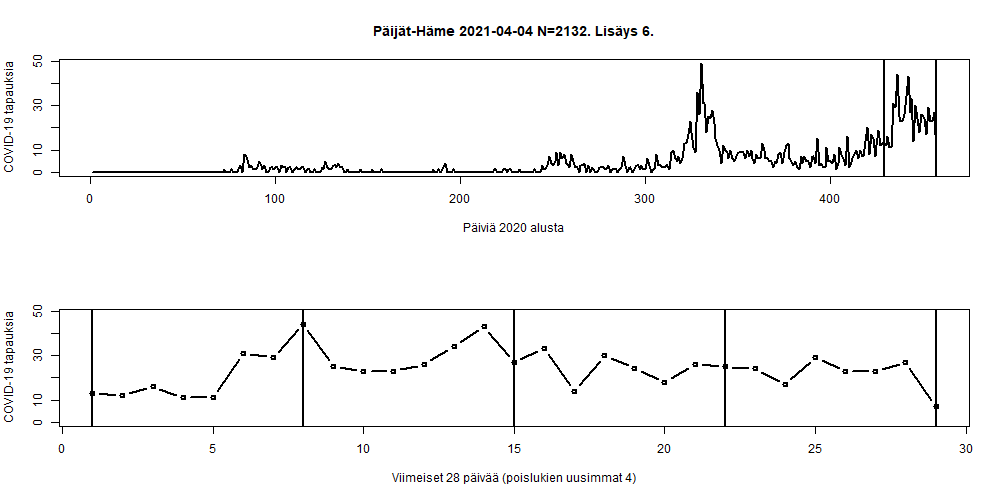 Päijät-Häme 2021-04-04 N=2132. Lisäys 6.
COVID-19 tapauksia
50
30
10
0
0 100 200 300 400
Päiviä 2020 alusta
COVID-19 tapauksia
50
30
10
0
0 5 10 15 20 25 30
Viimeiset 28 päivää (poislukien uusimmat 4)